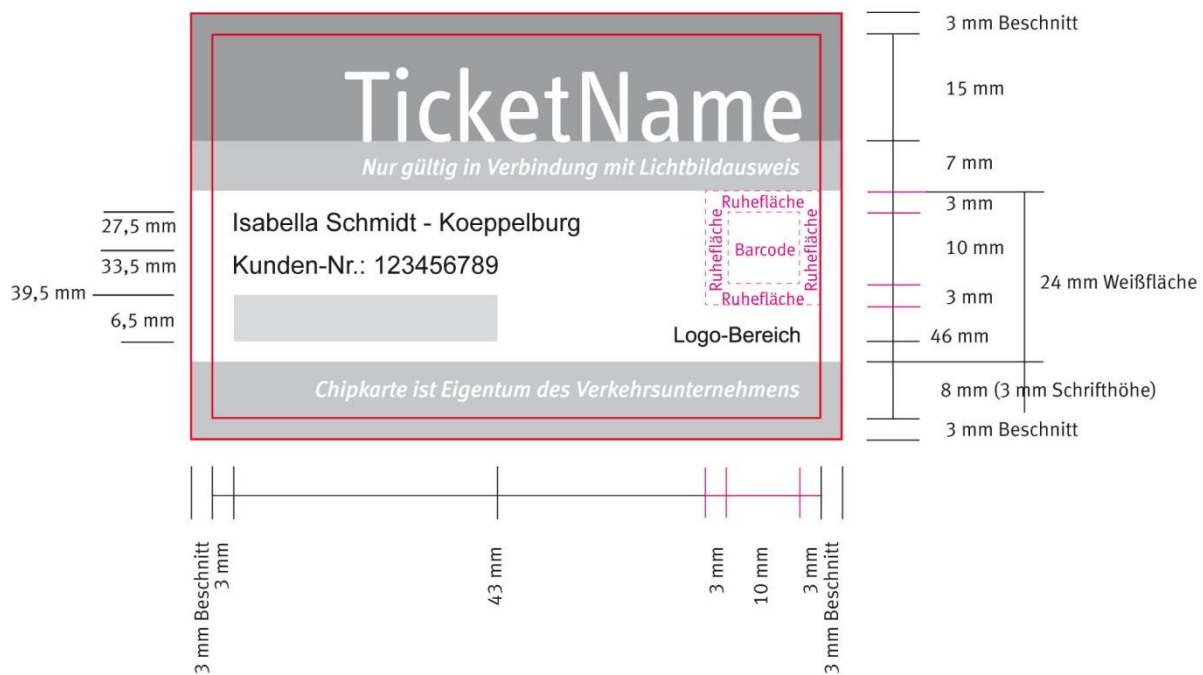 3 mm Beschnitt
TicketName
15 mm
Nur gültig in Verbindung mit Lichtbildausweis
7 mm
Ruhefläche
3 mm
27,5 mm
Isabella Schmidt - Koeppelburg
Ruhefläche
Barcode
Ruhefläche
10 mm
33,5 mm
Kunden-Nr.: 123456789
24 mm Weißfläche
39,5 mm
Ruhefläche
3 mm
6,5 mm
Logo-Bereich
46 mm
Chipkarte ist Eigentum des Verkehrsunternehmens
8 mm (3 mm Schrifthöhe)
3 mm Beschnitt
3 mm Beschnitt
3 mm
43 mm
3 mm
10 mm
3 mm
3 mm Beschnitt